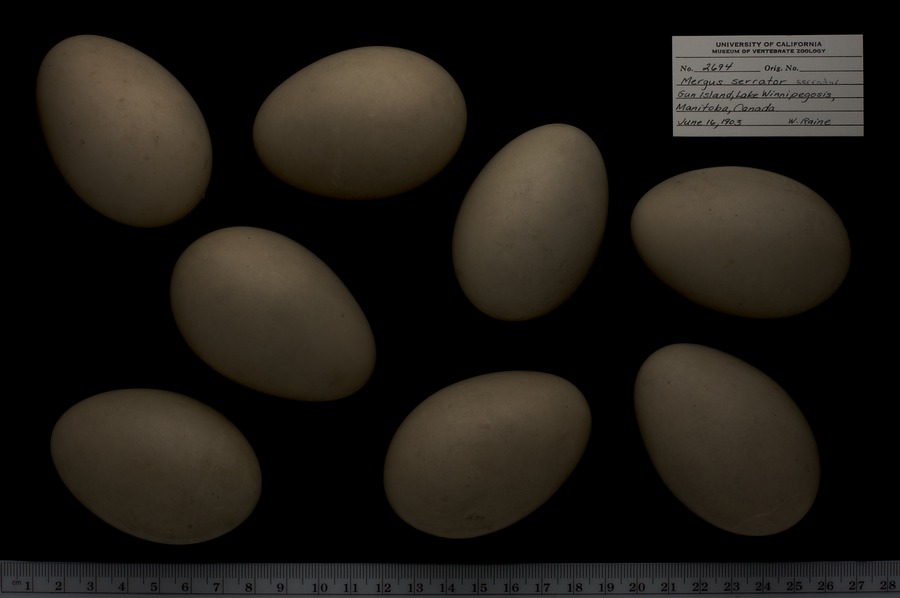 UNIVERSITY OF CALIFORNIA
MUSEUM OF VERTEBRATE ZOOLOGY
No. 2694 Orig. No.
Mergus serrator serrator
Gun Island, Lake Winnipegosis,
Manitoba, Canada
June 16, 1903 W. Raine
cm 1 2 3 4 5 6 7 8 9 10 11 12 13 14 15 16 17 18 19 20 21 22 23 24 25 26 27 28